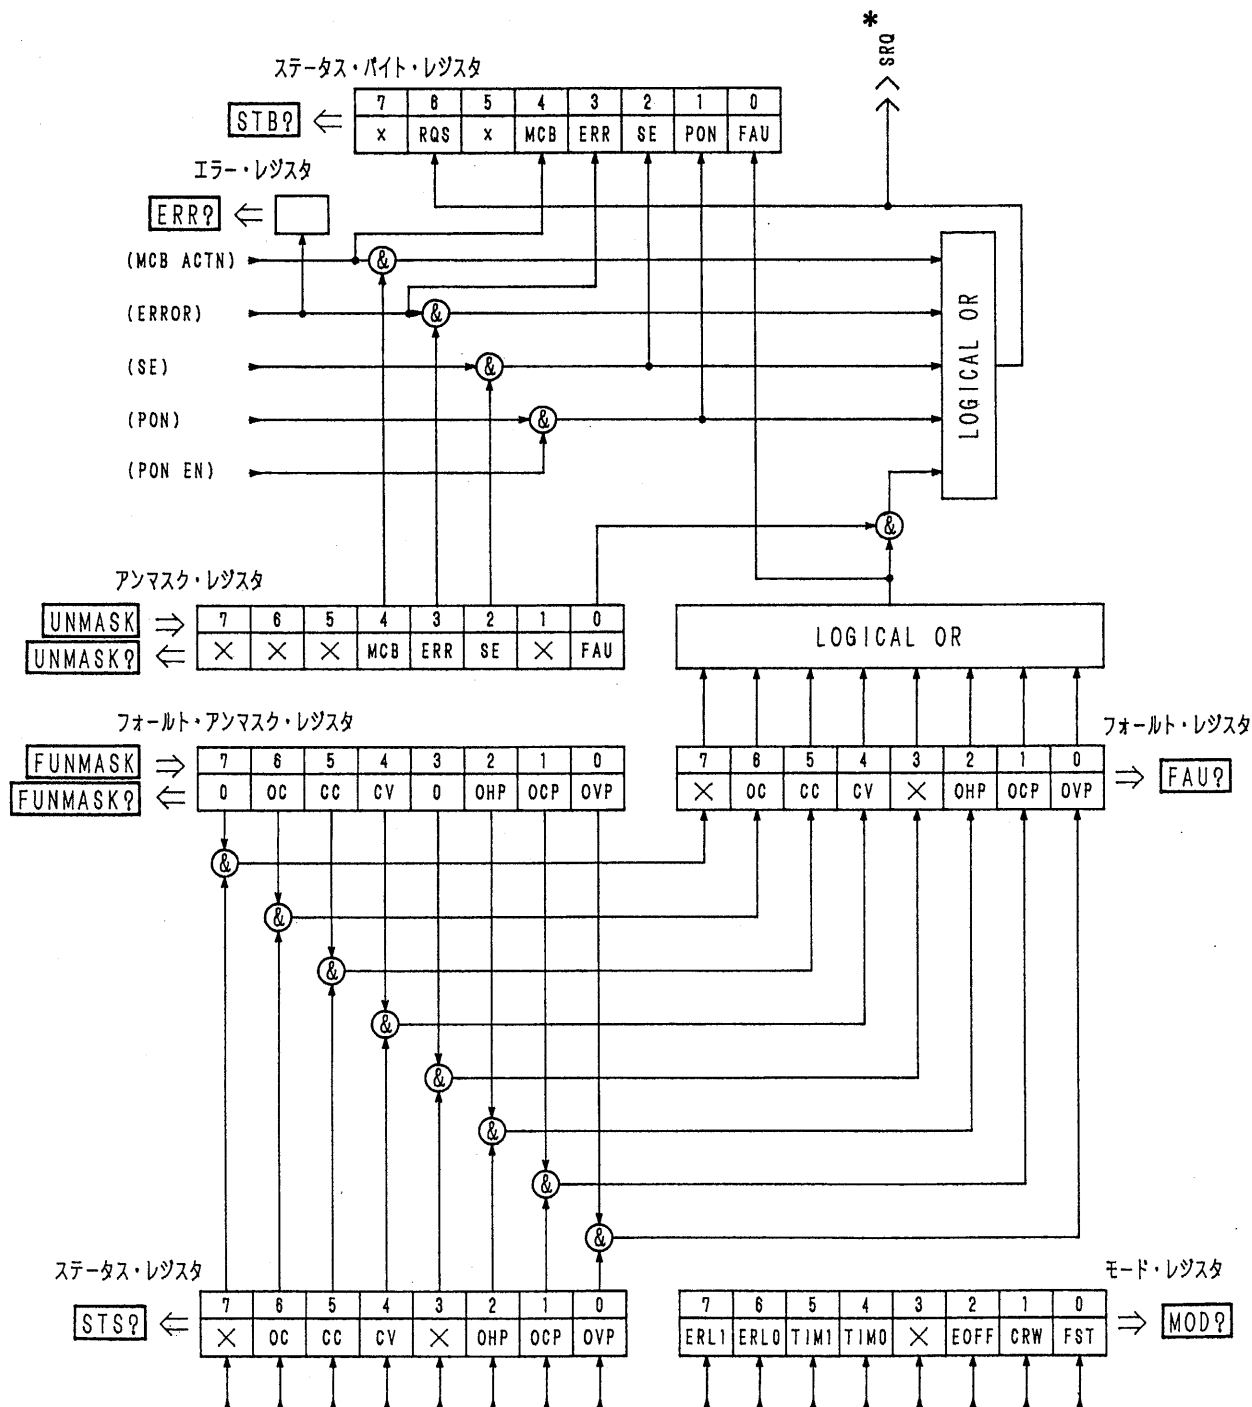 *
SRQ
ステータス・バイト・レジスタ
7 6 5 4 3 2 1 0
STB?
× RQS × MCB ERR SE PON FAU
エラー・レジスタ
ERR?
(MCB ACTN)
&
(ERROR)
&
(SE)
&
(PON)
&
(PON EN)
LOGICAL OR
&
アンマスク・レジスタ
UNMASK
7 6 5 4 3 2 1 0
UNMASK?
× × × MCB ERR SE × FAU
LOGICAL OR
フォールト・アンマスク・レジスタ
FUNMASK
7 6 5 4 3 2 1 0
FUNMASK?
0 OC CC CV 0 OHP OCP OVP
フォールト・レジスタ
7 6 5 4 3 2 1 0
× OC CC CV × OHP OCP OVP
FAU?
&
&
&
&
&
&
&
&
ステータス・レジスタ
STS?
7 6 5 4 3 2 1 0
× OC CC CV × OHP OCP OVP
モード・レジスタ
7 6 5 4 3 2 1 0
ERL1 ERL0 TIM1 TIM0 × EOFF CRW FST
MOD?